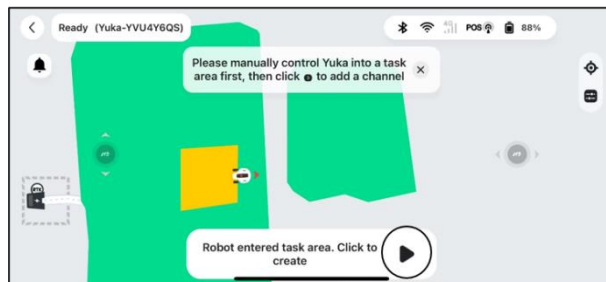 Ready (Yuka-YVU4Y6QS)
4G
POS
88%
Please manually control Yuka into a task
area first, then click to add a channel
RTK
Robot entered task area. Click to
create